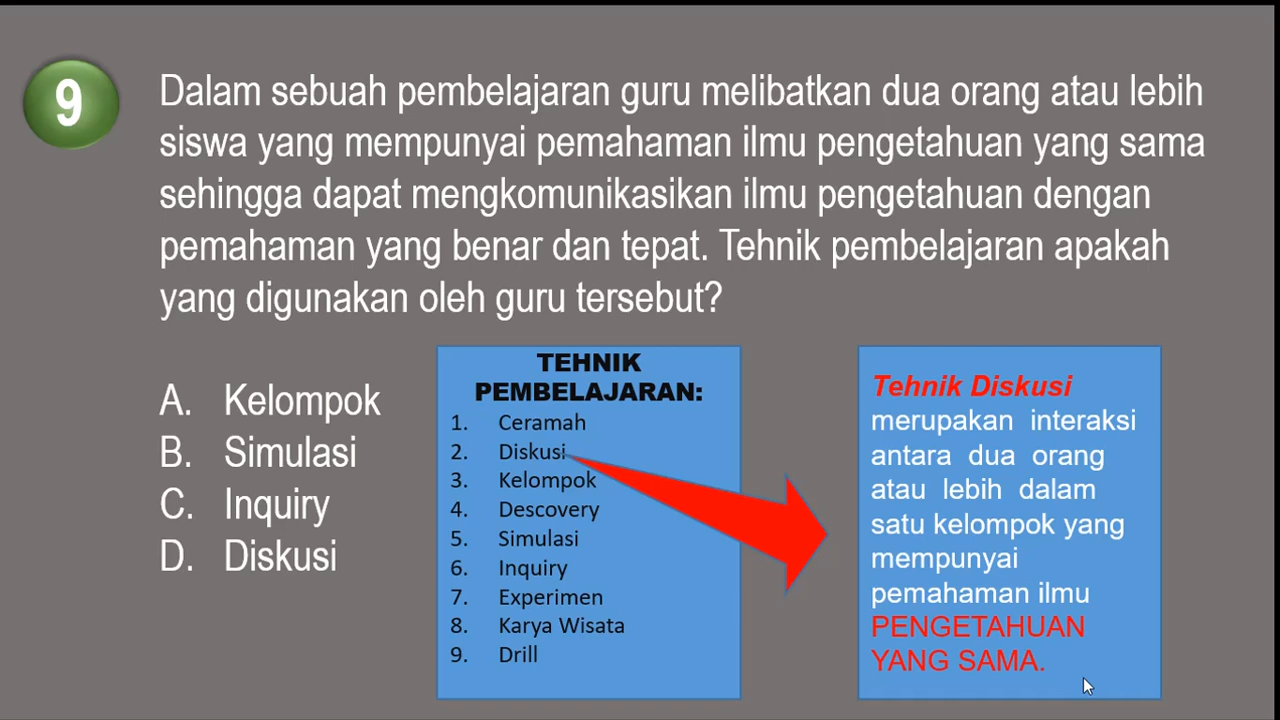 9
Dalam sebuah pembelajaran guru melibatkan dua orang atau lebih
siswa yang mempunyai pemahaman ilmu pengetahuan yang sama
sehingga dapat mengkomunikasikan ilmu pengetahuan dengan
pemahaman yang benar dan tepat. Tehnik pembelajaran apakah
yang digunakan oleh guru tersebut?
A. Kelompok
B. Simulasi
C. Inquiry
D. Diskusi
TEHNIK
PEMBELAJARAN:
1. Ceramah
2. Diskusi
3. Kelompok
4. Descovery
5. Simulasi
6. Inquiry
7. Experimen
8. Karya Wisata
9. Drill
Tehnik Diskusi
merupakan interaksi
antara dua orang
atau lebih dalam
satu kelompok yang
mempunyai
pemahaman ilmu
PENGETAHUAN
YANG SAMA.